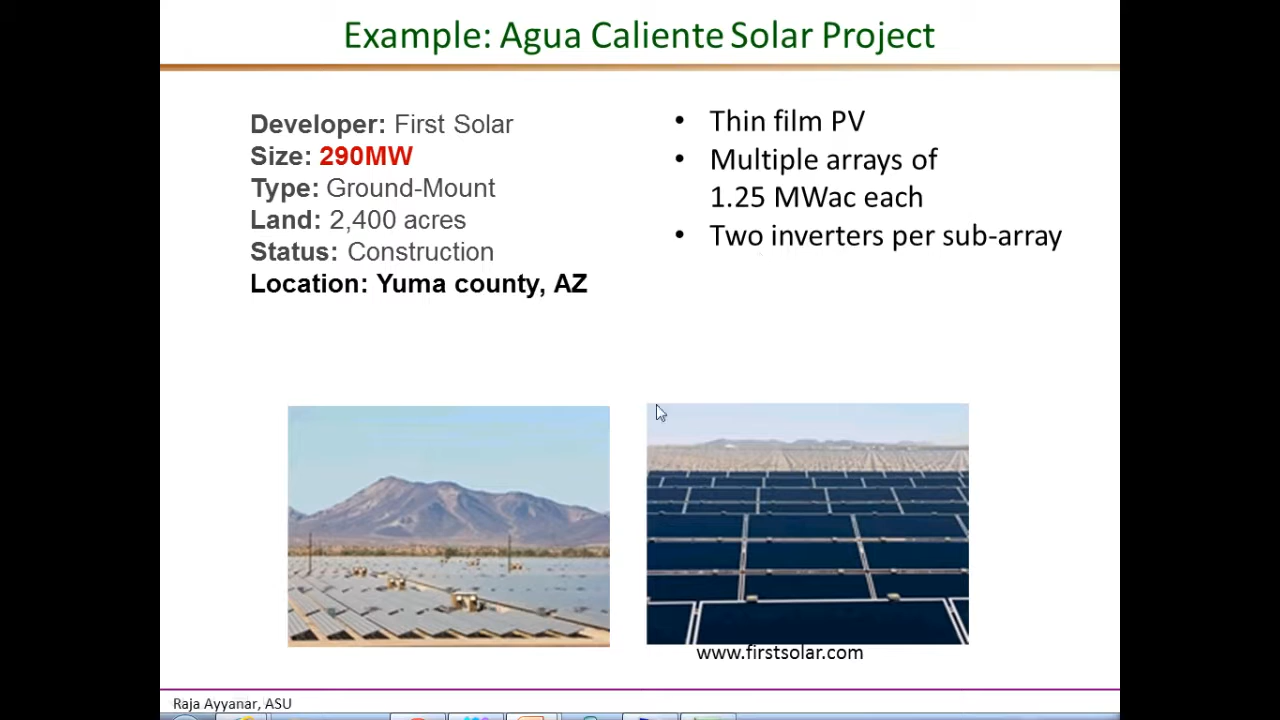 Example: Agua Caliente Solar Project
Developer: First Solar
Size: 290MW
Type: Ground-Mount
Land: 2,400 acres
Status: Construction
Location: Yuma county, AZ
• Thin film PV
• Multiple arrays of
1.25 MWac each
• Two inverters per sub-array
www.firstsolar.com
Raja Ayyanar, ASU